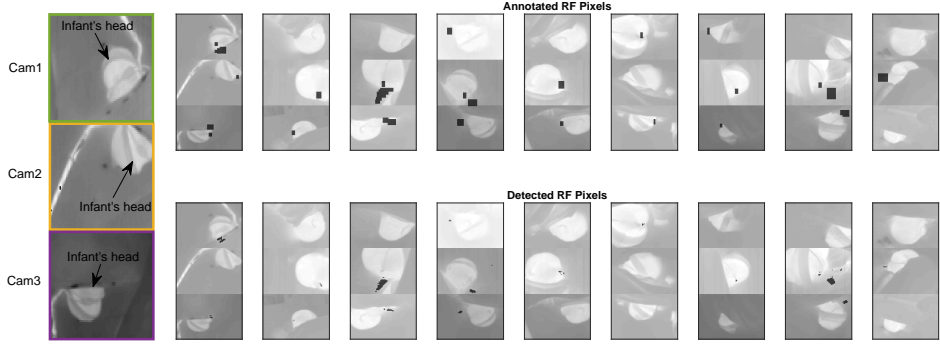 Annotated RF Pixels
Infant's head
Cam1
Cam2
Infant's head
Detected RF Pixels
Infant's head
Cam3